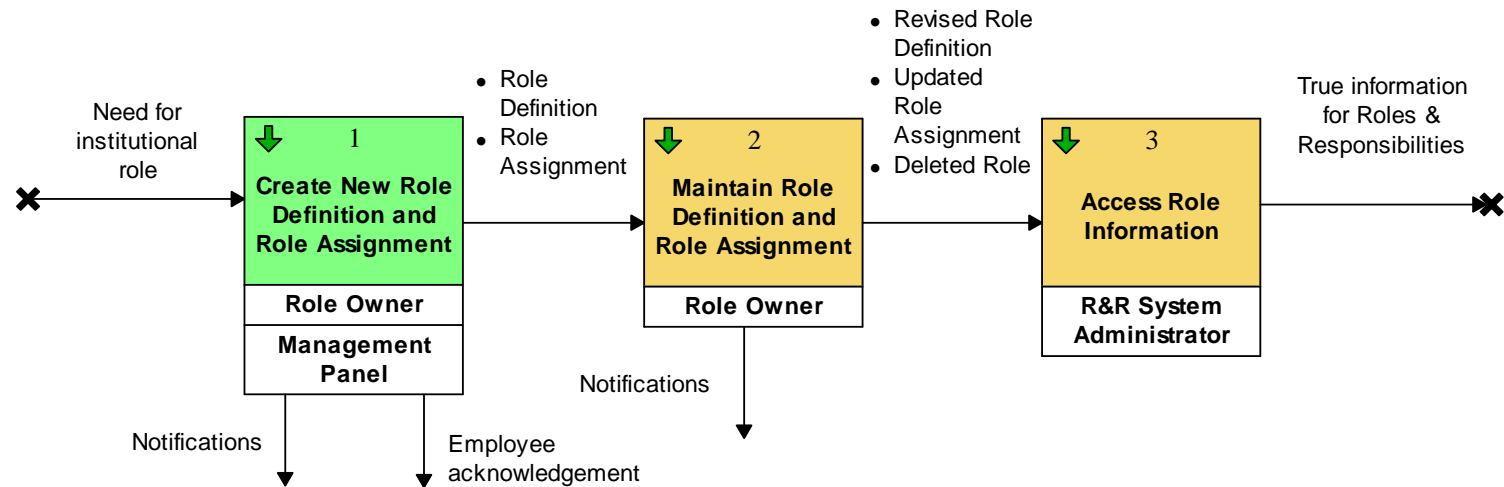 Need for
institutional
role
1
Create New Role
Definition and
Role Assignment
Role Owner
Management
Panel
Notifications
Employee
acknowledgement
• Role
Definition
• Role
Assignment
2
Maintain Role
Definition and
Role Assignment
Role Owner
Notifications
• Revised Role
Definition
• Updated
Role
Assignment
• Deleted Role
3
Access Role
Information
R&R System
Administrator
True information
for Roles &
Responsibilities